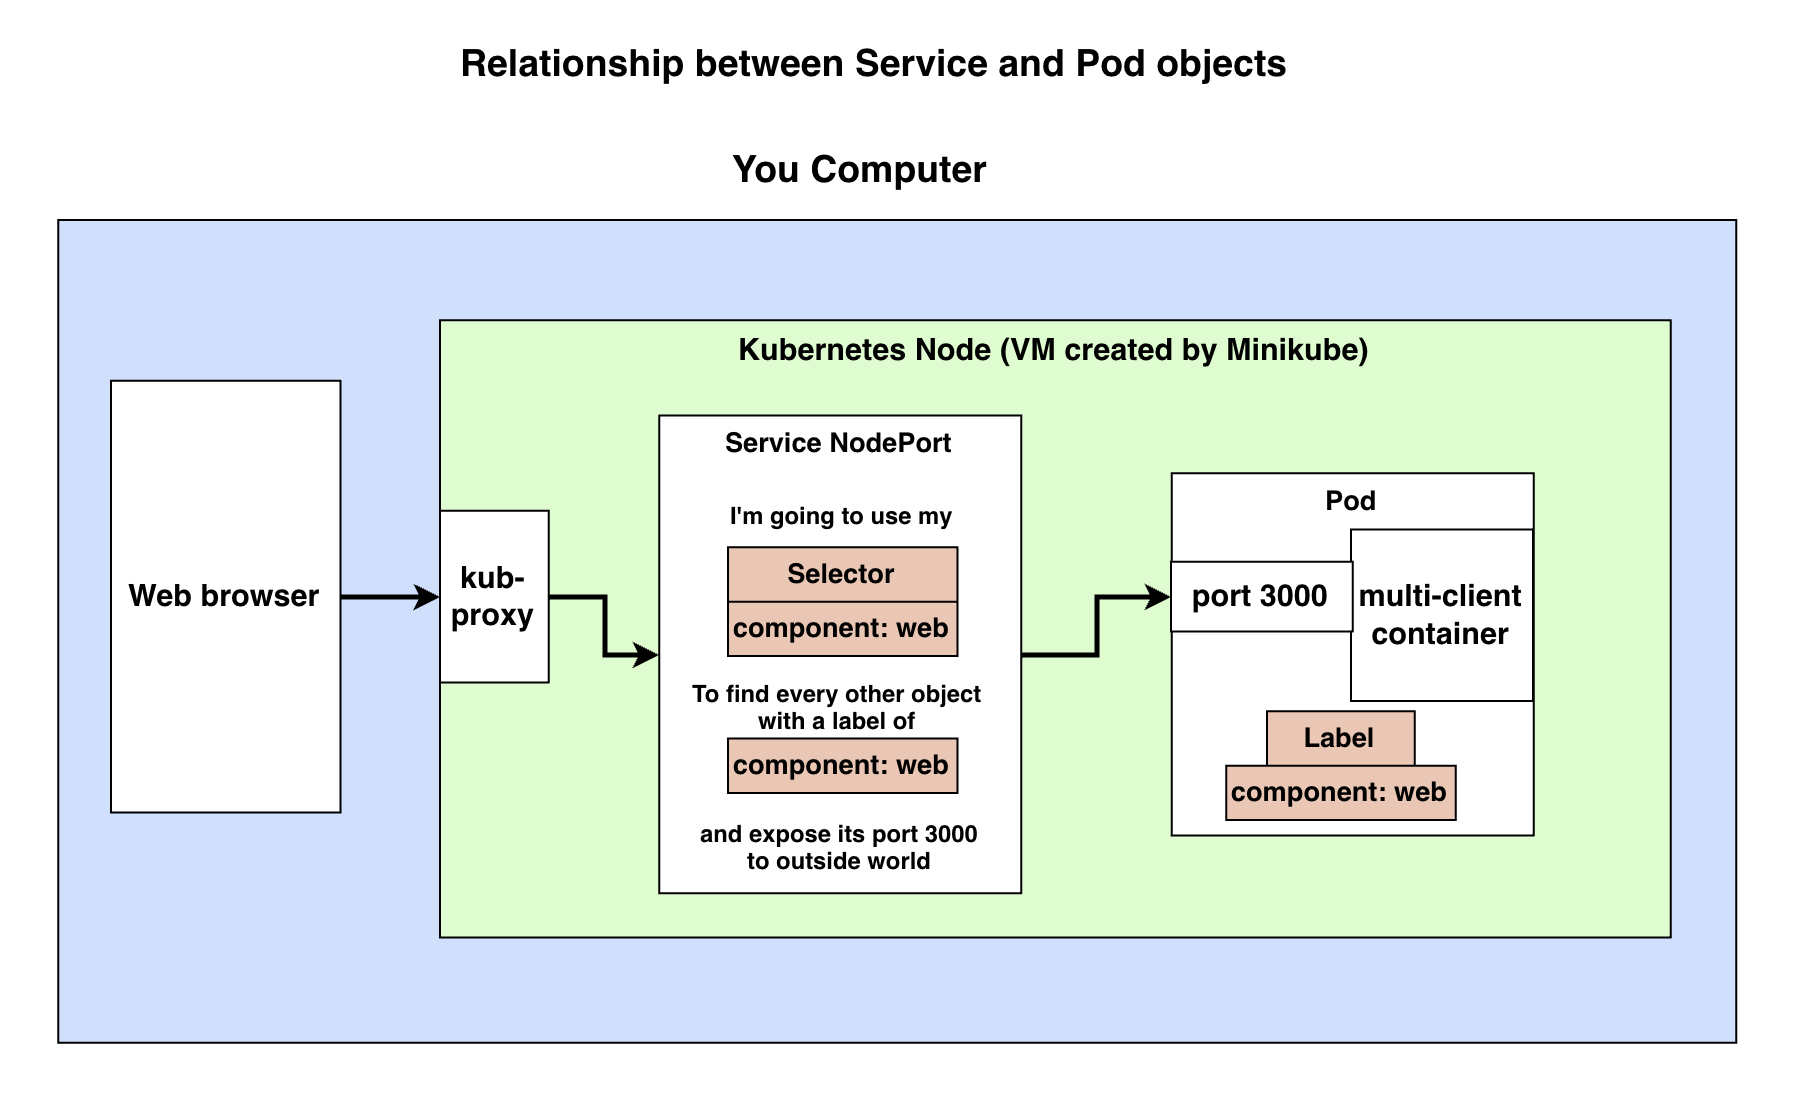 Relationship between Service and Pod objects
You Computer
Kubernetes Node (VM created by Minikube)
Web browser
kub-
proxy
Service NodePort
I'm going to use my
Selector
component: web
To find every other object
with a label of
component: web
and expose its port 3000
to outside world
Pod
port 3000
multi-client
container
Label
component: web